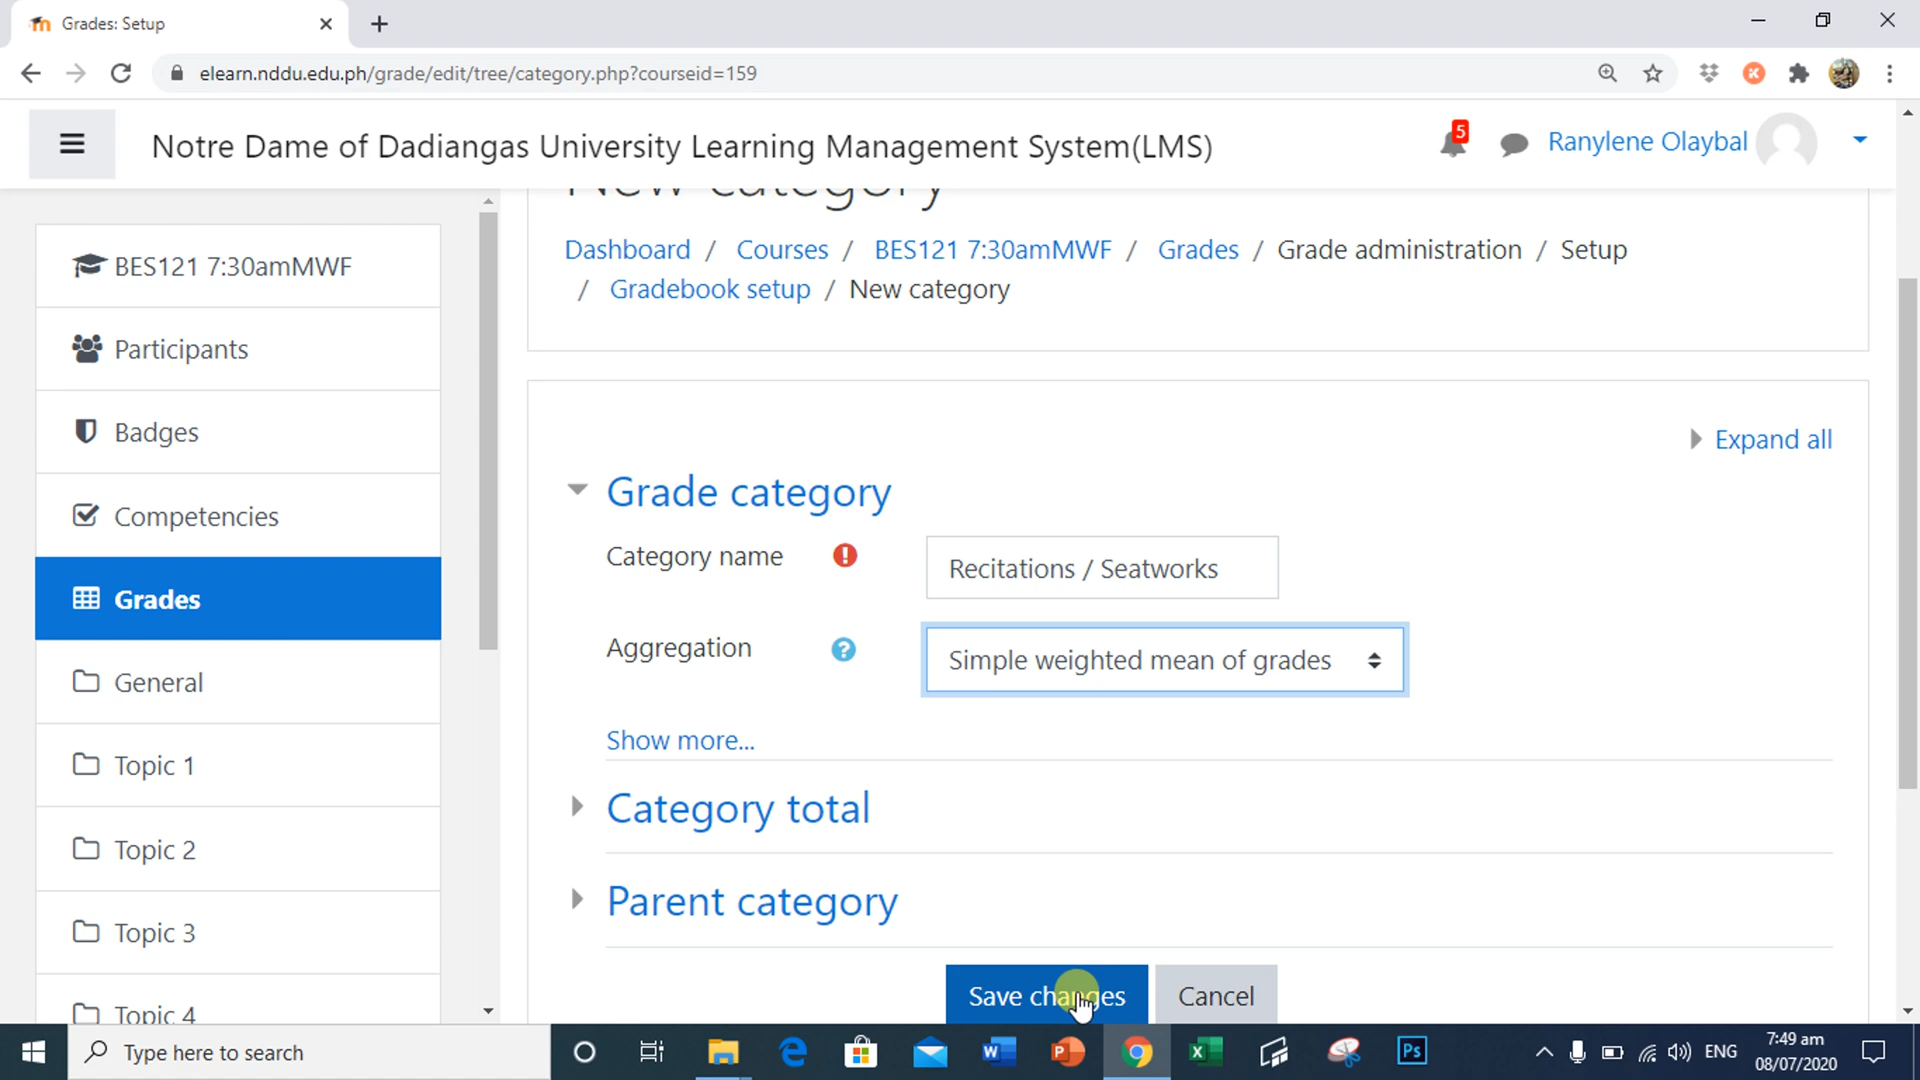 Grades: Setup
elearn.nddu.edu.ph/grade/edit/tree/category.php?courseid=159
K
Notre Dame of Dadiangas University Learning Management System(LMS)
5
Ranylene Olaybal
New category
Dashboard / Courses / BES121 7:30amMWF / Grades / Grade administration / Setup
/ Gradebook setup / New category
BES121 7:30amMWF
Participants
Badges
Competencies
Grades
General
Topic 1
Topic 2
Topic 3
Topic 4
Expand all
Grade category
Category name
Recitations / Seatworks
Aggregation
Simple weighted mean of grades
Show more...
Category total
Parent category
Save changes
Cancel
Type here to search
ENG
7:49 am
08/07/2020